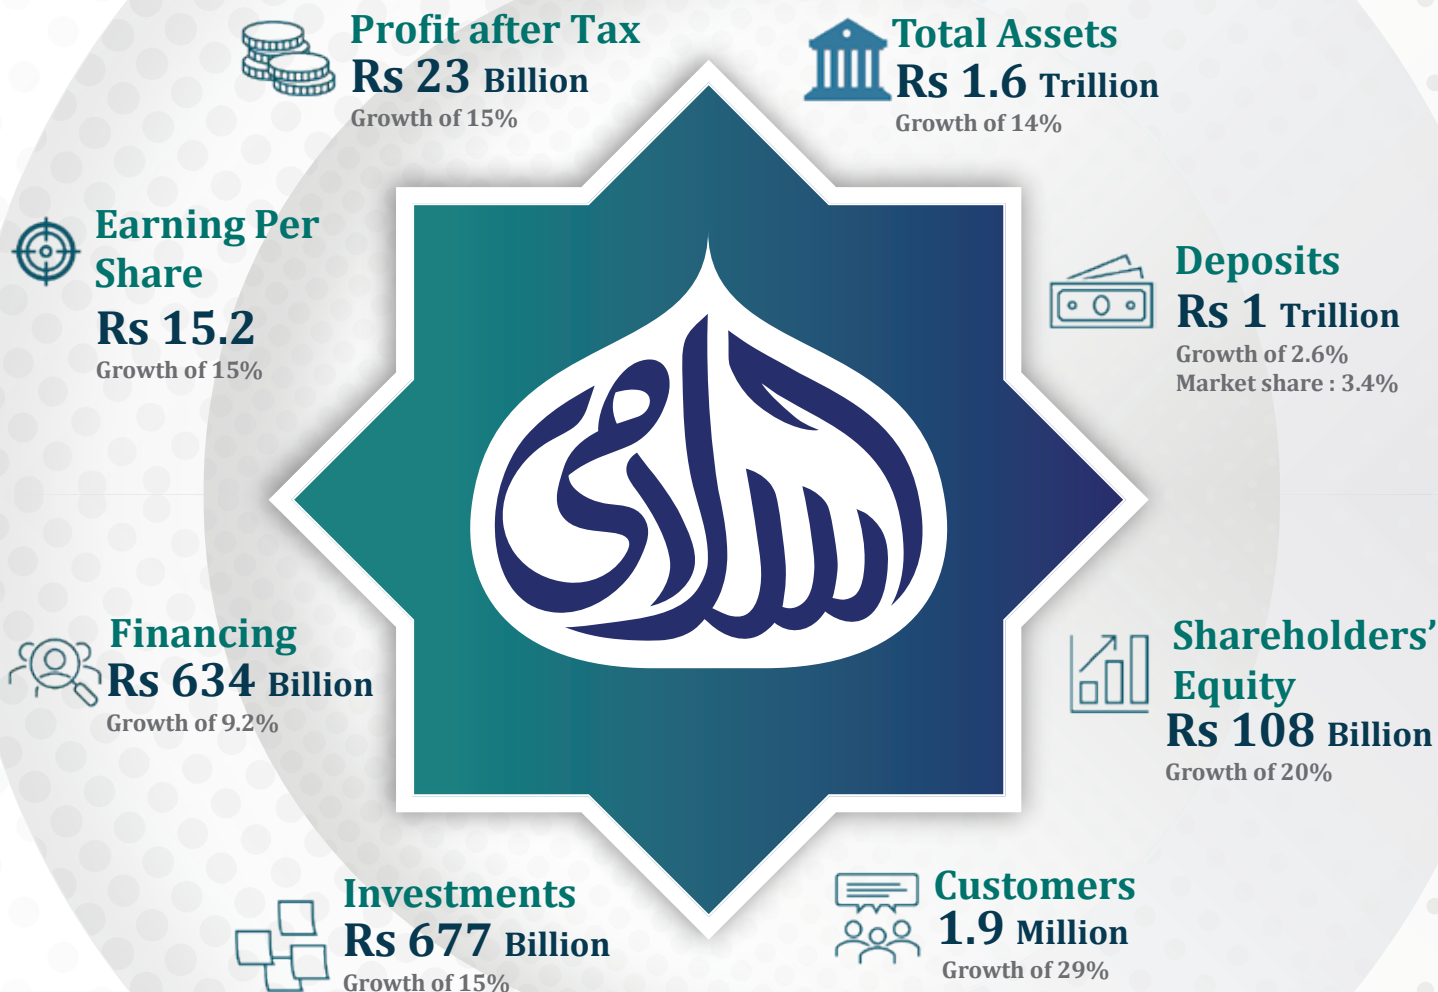 Profit after Tax
Rs 23 Billion
Growth of 15%
Total Assets
Rs 1.6 Trillion
Growth of 14%
Earning Per
Share
Rs 15.2
Growth of 15%
Deposits
Rs 1 Trillion
Growth of 2.6%
Market share : 3.4%
اسلامی
Financing
Rs 634 Billion
Growth of 9.2%
Shareholders’
Equity
Rs 108 Billion
Growth of 20%
Investments
Rs 677 Billion
Growth of 15%
Customers
1.9 Million
Growth of 29%